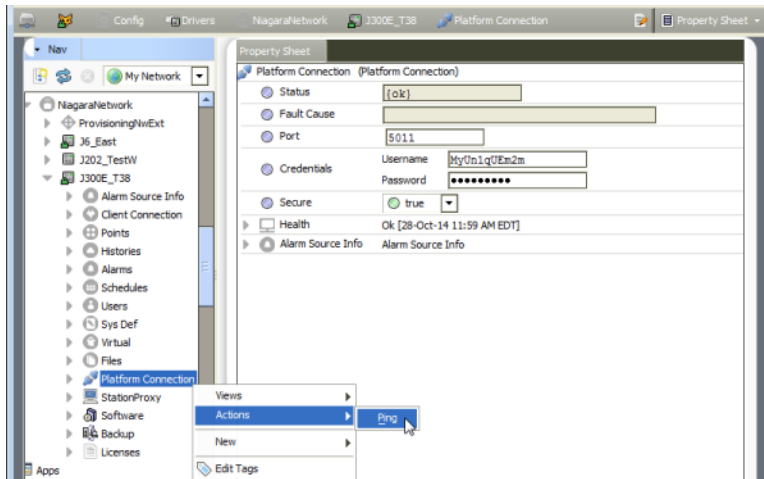 Config Drivers NiagaraNetwork J300E_T38 Platform Connection Property Sheet
Nav
My Network
NiagaraNetwork
ProvisioningNwExt
J6_East
J202_TestW
J300E_T38
Alarm Source Info
Client Connection
Points
Histories
Alarms
Schedules
Users
Sys Def
Virtual
Files
Platform Connection
StationProxy
Software
Backup
Licenses
Apps
Views
Actions
Ping
New
Edit Tags
Property Sheet
Platform Connection (Platform Connection)
Status {ok}
Fault Cause
Port 5011
Credentials
Username MyUn1qUEm2m
Password
Secure true
Health Ok [28-Oct-14 11:59 AM EDT]
Alarm Source Info Alarm Source Info